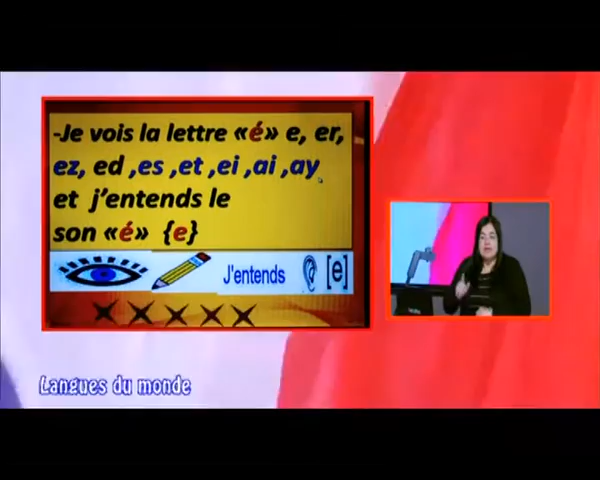 -Je vois la lettre «é» e, er,
ez, ed ,es ,et ,ei ,ai ,ay
et j’entends le
son «é» {e}
J'entends [e]
Langues du monde